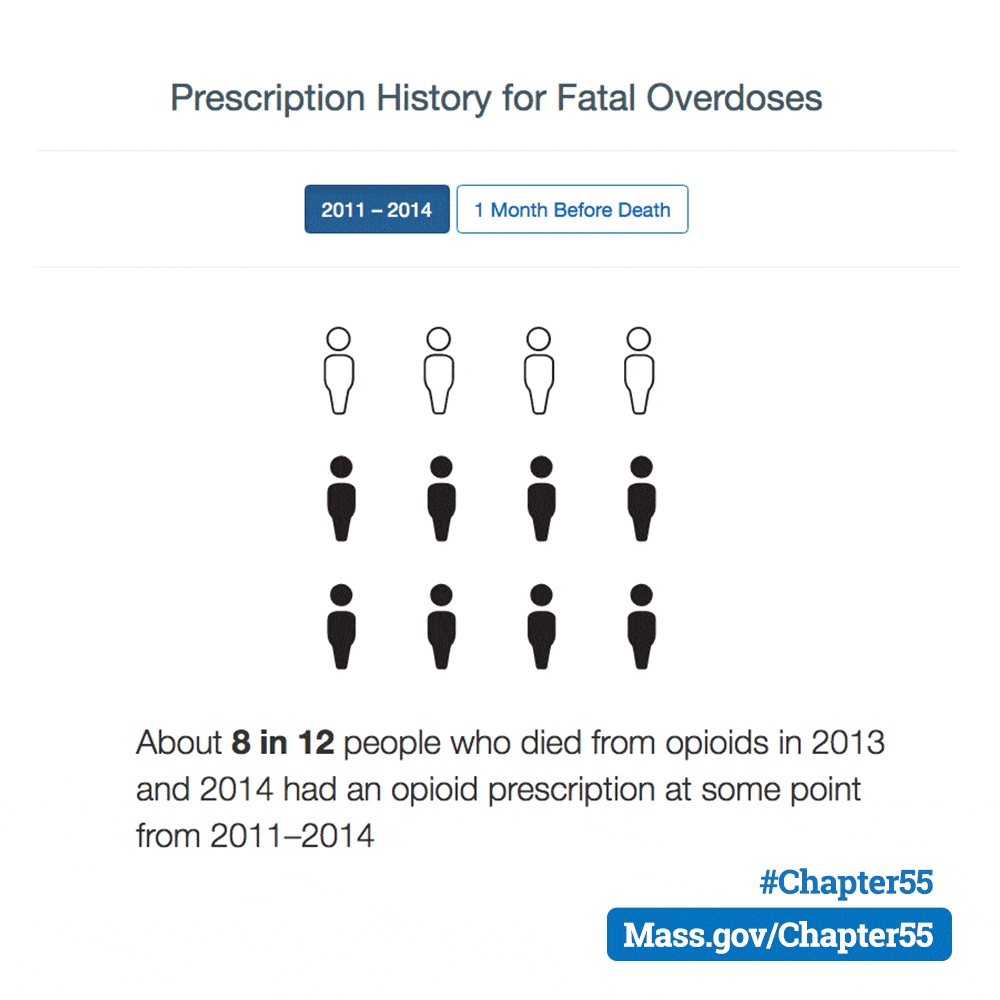 Prescription History for Fatal Overdoses
2011 – 2014
1 Month Before Death
About 8 in 12 people who died from opioids in 2013
and 2014 had an opioid prescription at some point
from 2011–2014
#Chapter55
Mass.gov/Chapter55